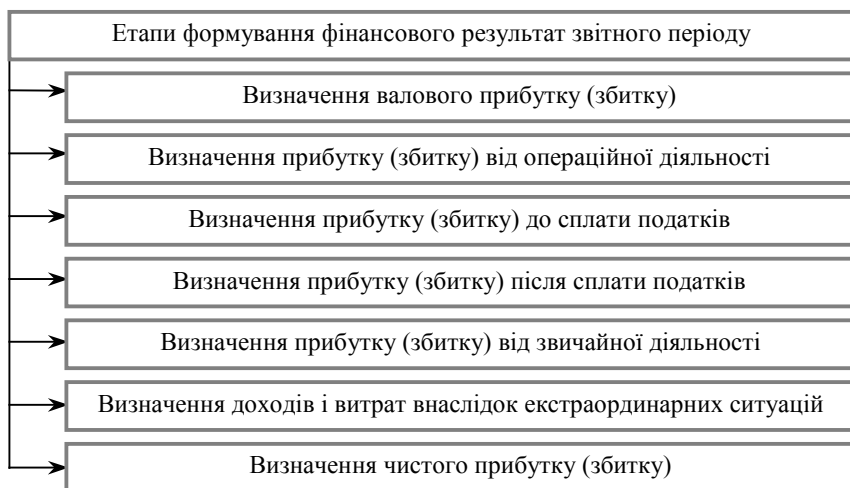 Етапи формування фінансового результат звітного періоду
Визначення валового прибутку (збитку)
Визначення прибутку (збитку) від операційної діяльності
Визначення прибутку (збитку) до сплати податків
Визначення прибутку (збитку) після сплати податків
Визначення прибутку (збитку) від звичайної діяльності
Визначення доходів і витрат внаслідок екстраординарних ситуацій
Визначення чистого прибутку (збитку)